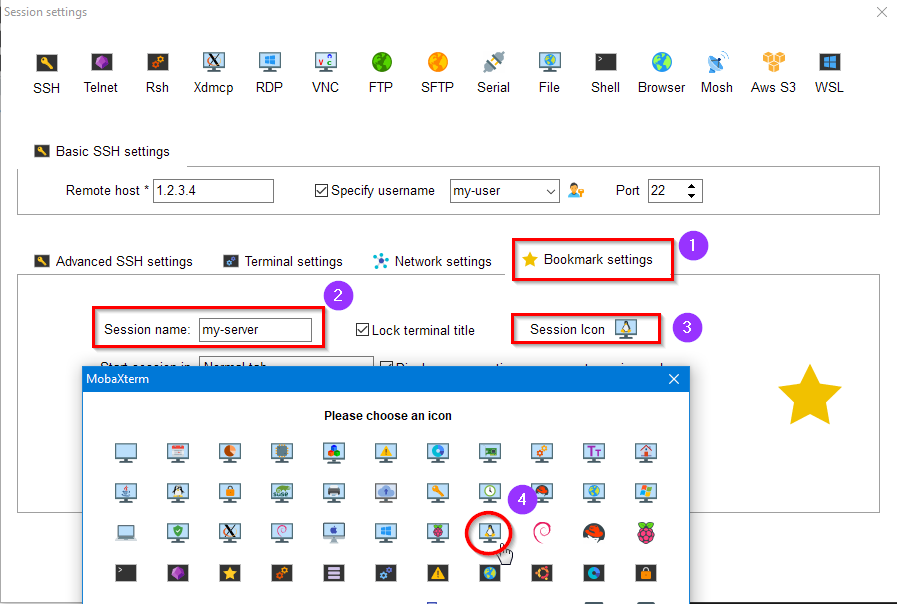 Session settings
SSH Telnet Rsh Xdmcp RDP VNC FTP SFTP Serial File Shell Browser Mosh Aws S3 WSL
Basic SSH settings
Remote host * 1.2.3.4 Specify username my-user Port 22
1
Advanced SSH settings Terminal settings Network settings Bookmark settings
2
Session name: my-server Lock terminal title Session Icon 3
Start session in Normal tab
MobaXterm
Please choose an icon
4